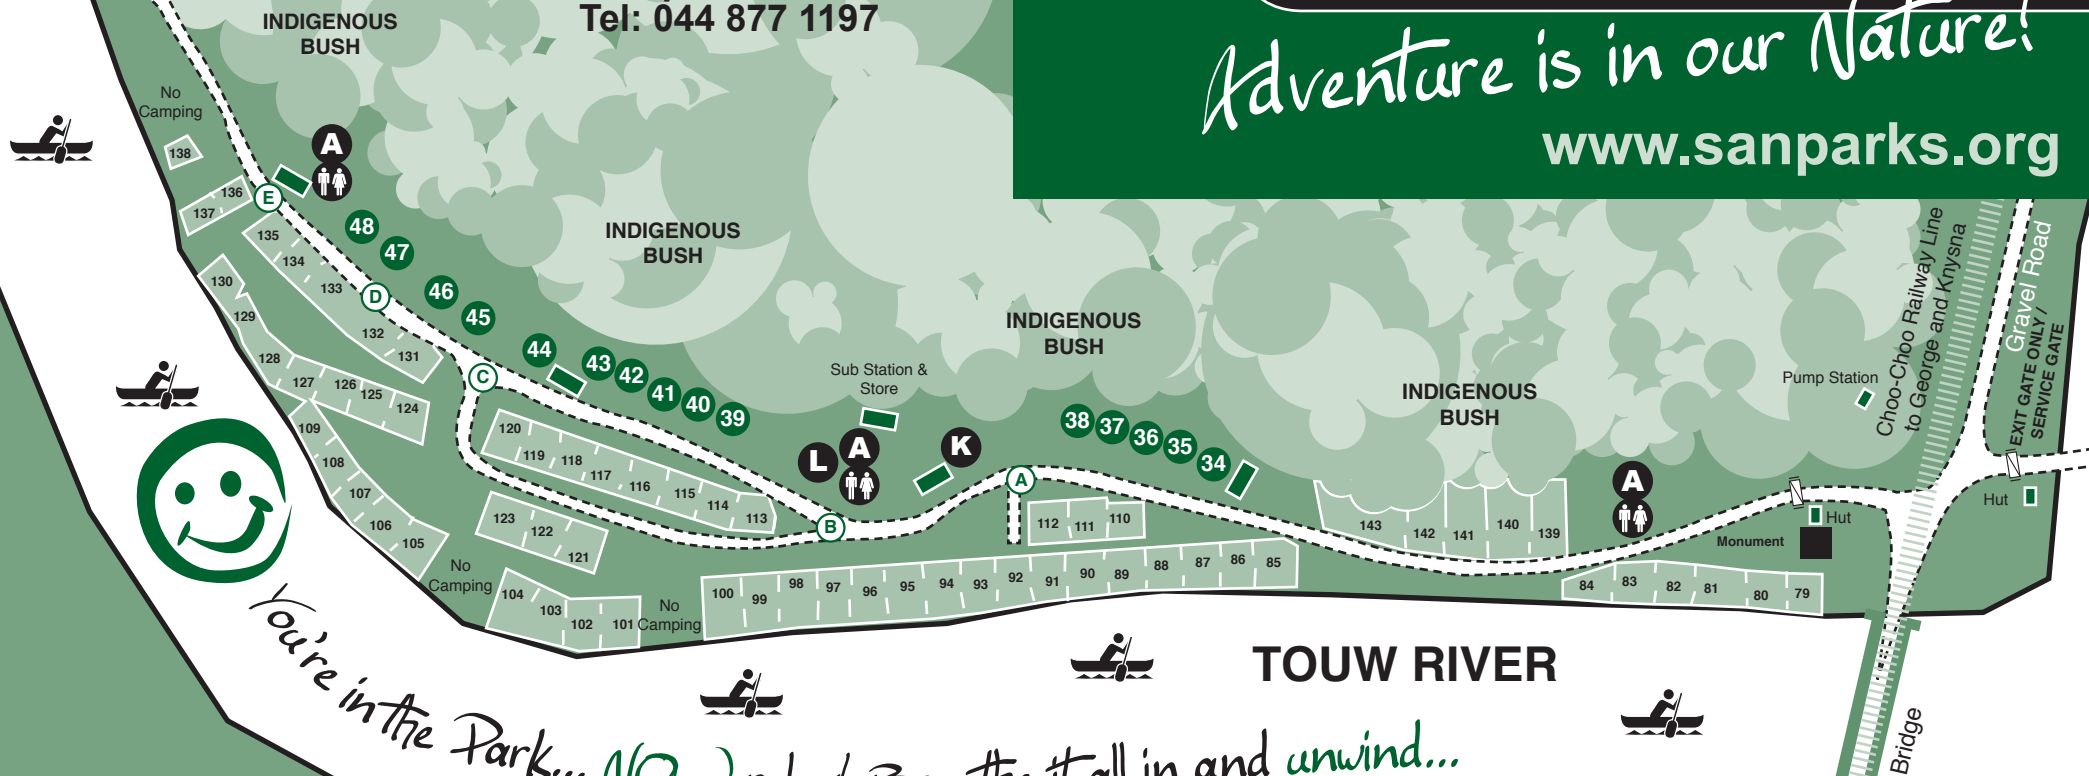 INDIGENOUS
BUSH
Tel: 044 877 1197
Adventure is in our Nature!
www.sanparks.org
No
Camping
138
A
136
137
E
135
134
133
D
132
131
130
129
128
127
126
125
124
C
48
47
46
45
44
43
42
41
40
39
INDIGENOUS
BUSH
Sub Station &
Store
L
A
K
INDIGENOUS
BUSH
38
37
36
35
34
A
INDIGENOUS
BUSH
A
Pump Station
Choo-Choo Railway Line
to George and Knysna
Gravel Road
EXIT GATE ONLY /
SERVICE GATE
Hut
Hut
Monument
109
108
107
106
105
120
119
118
117
116
115
114
113
B
123
122
121
No
Camping
104
103
102
101
No
Camping
112
111
110
143
142
141
140
139
100
99
98
97
96
95
94
93
92
91
90
89
88
87
86
85
84
83
82
81
80
79
TOUW RIVER
Bridge
You're in the Park...
it all in and unwind...